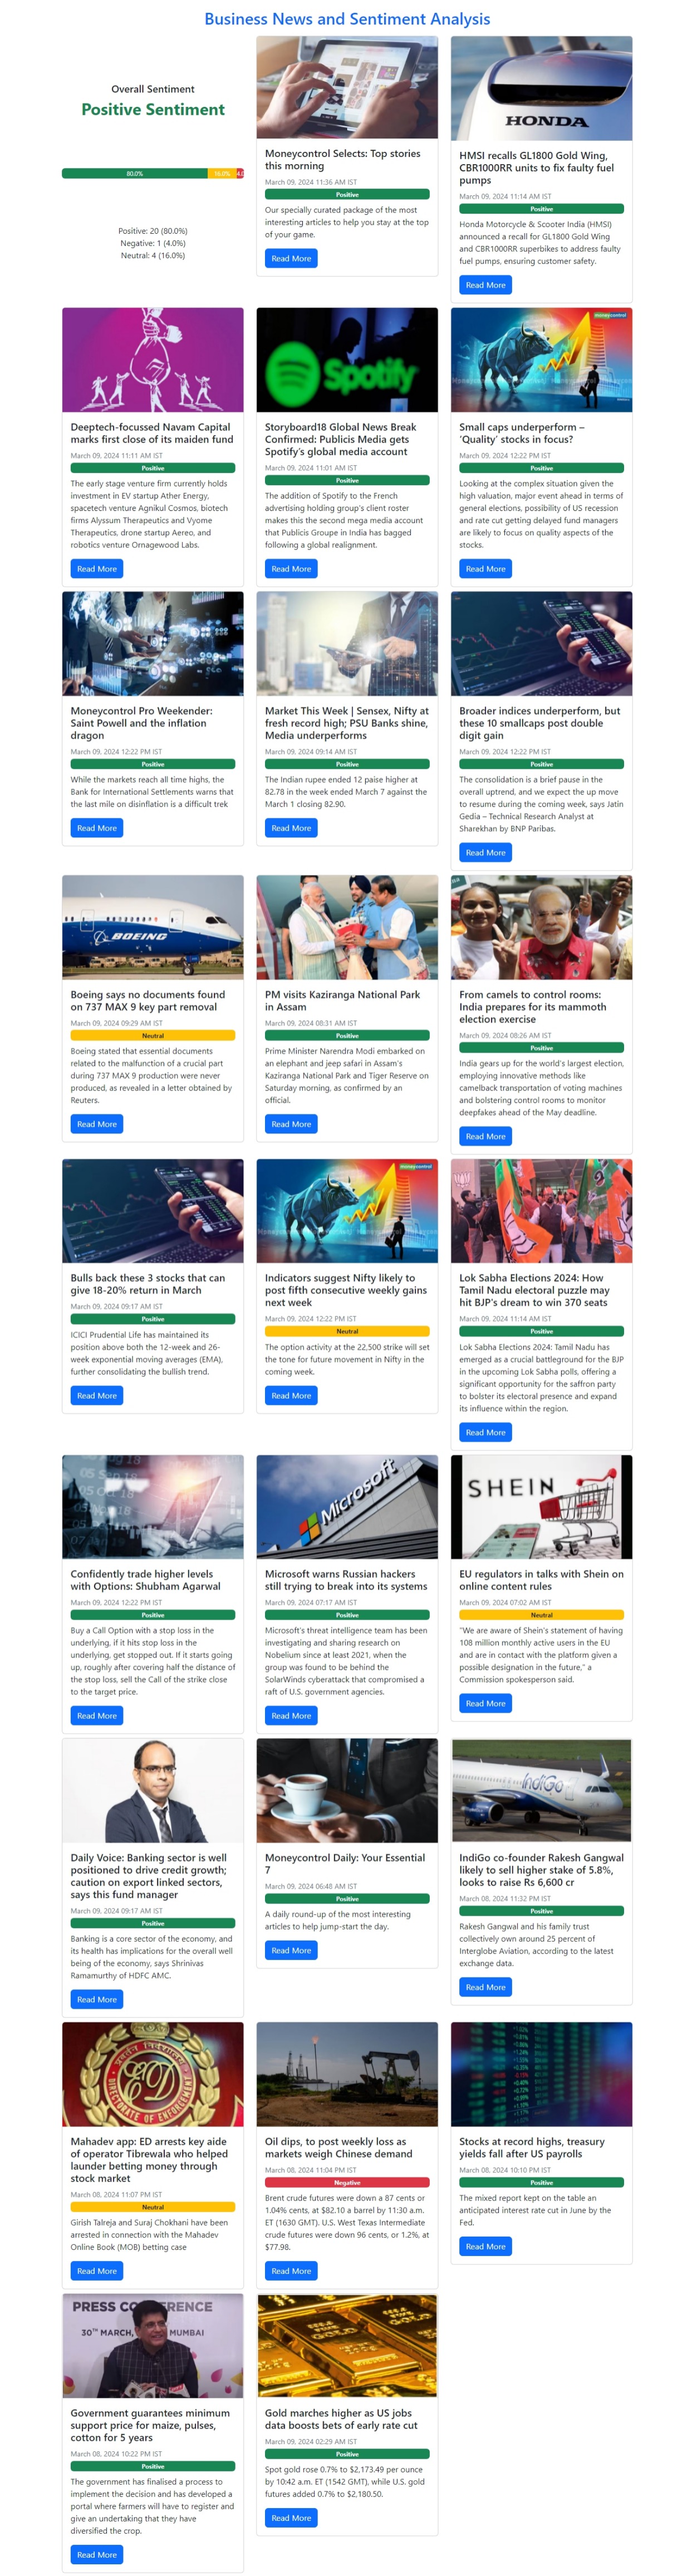 Business News and Sentiment Analysis
Overall Sentiment
Positive Sentiment
80.0%
16.0%
Positive: 20 (80.0%)
Negative: 1 (4.0%)
Neutral: 4 (16.0%)
Moneycontrol Selects: Top stories
this morning
March 09, 2024 11:36 AM IST
Positive
Our specially curated package of the most
interesting articles to help you stay at the top
of your game.
Read More
HONDA
HMSI recalls GL1800 Gold Wing,
CBR1000RR units to fix faulty fuel
pumps
March 09, 2024 11:14 AM IST
Positive
Honda Motorcycle & Scooter India (HMSI)
announced a recall for GL1800 Gold Wing
and CBR1000RR superbikes to address faulty
fuel pumps, ensuring customer safety.
Read More
Deeptech-focussed Navam Capital
marks first close of its maiden fund
March 09, 2024 11:11 AM IST
Positive
The early stage venture firm currently holds
investment in EV startup Ather Energy,
spacetech venture Agnikul Cosmos, biotech
firms Alyssum Therapeutics and Vyome
Therapeutics, drone startup Aereo, and
robotics venture Ornagewood Labs.
Read More
Spotify
Storyboard18 Global News Break
Confirmed: Publicis Media gets
Spotify's global media account
March 09, 2024 11:01 AM IST
Positive
The addition of Spotify to the French
advertising holding group's client roster
makes this the second mega media account
that Publicis Groupe in India has bagged
following a global realignment.
Read More
moneycontrol
Small caps underperform –
'Quality' stocks in focus?
March 09, 2024 12:22 PM IST
Positive
Looking at the complex situation given the
high valuation, major event ahead in terms of
general elections, possibility of US recession
and rate cut getting delayed fund managers
are likely to focus on quality aspects of the
stocks.
Read More
Moneycontrol Pro Weekender:
Saint Powell and the inflation
dragon
March 09, 2024 12:22 PM IST
Positive
While the markets reach all time highs, the
Bank for International Settlements warns that
the last mile on disinflation is a difficult trek
Read More
Market This Week | Sensex, Nifty at
fresh record high; PSU Banks shine,
Media underperforms
March 09, 2024 09:14 AM IST
Positive
The Indian rupee ended 12 paise higher at
82.78 in the week ended March 7 against the
March 1 closing 82.90.
Read More
Broader indices underperform, but
these 10 smallcaps post double
digit gain
March 09, 2024 12:22 PM IST
Positive
The consolidation is a brief pause in the
overall uptrend, and we expect the up move
to resume during the coming week, says Jatin
Gedia – Technical Research Analyst at
Sharekhan by BNP Paribas.
Read More
BOEING
Boeing says no documents found
on 737 MAX 9 key part removal
March 09, 2024 09:29 AM IST
Neutral
Boeing stated that essential documents
related to the malfunction of a crucial part
during 737 MAX 9 production were never
produced, as revealed in a letter obtained by
Reuters.
Read More
PM visits Kaziranga National Park
in Assam
March 09, 2024 08:31 AM IST
Positive
Prime Minister Narendra Modi embarked on
an elephant and jeep safari in Assam's
Kaziranga National Park and Tiger Reserve on
Saturday morning, as confirmed by an
official.
Read More
From camels to control rooms:
India prepares for its mammoth
election exercise
March 09, 2024 08:26 AM IST
Positive
India gears up for the world's largest election,
employing innovative methods like
camelback transportation of voting machines
and bolstering control rooms to monitor
deepfakes ahead of the May deadline.
Read More
Bulls back these 3 stocks that can
give 18-20% return in March
March 09, 2024 09:17 AM IST
Positive
ICICI Prudential Life has maintained its
position above both the 12-week and 26-
week exponential moving averages (EMA),
further consolidating the bullish trend.
Read More
moneycontrol
Indicators suggest Nifty likely to
post fifth consecutive weekly gains
next week
March 09, 2024 12:22 PM IST
Neutral
The option activity at the 22,500 strike will set
the tone for future movement in Nifty in the
coming week.
Read More
Lok Sabha Elections 2024: How
Tamil Nadu electoral puzzle may
hit BJP's dream to win 370 seats
March 09, 2024 11:14 AM IST
Positive
Lok Sabha Elections 2024: Tamil Nadu has
emerged as a crucial battleground for the BJP
in the upcoming Lok Sabha polls, offering a
significant opportunity for the saffron party
to bolster its electoral presence and expand
its influence within the region.
Read More
Confidently trade higher levels
with Options: Shubham Agarwal
March 09, 2024 12:22 PM IST
Positive
Buy a Call Option with a stop loss in the
underlying, if it hits stop loss in the
underlying, get stopped out. If it starts going
up, roughly after covering half the distance of
the stop loss, sell the Call of the strike close
to the target price.
Read More
Microsoft
Microsoft warns Russian hackers
still trying to break into its systems
March 09, 2024 07:17 AM IST
Positive
Microsoft's threat intelligence team has been
investigating and sharing research on
Nobelium since at least 2021, when the
group was found to be behind the
SolarWinds cyberattack that compromised a
raft of U.S. government agencies.
Read More
SHEIN
EU regulators in talks with Shein on
online content rules
March 09, 2024 07:02 AM IST
Neutral
"We are aware of Shein's statement of having
108 million monthly active users in the EU
and are in contact with the platform given a
possible designation in the future," a
Commission spokesperson said.
Read More
Daily Voice: Banking sector is well
positioned to drive credit growth;
caution on export linked sectors,
says this fund manager
March 09, 2024 09:17 AM IST
Positive
Banking is a core sector of the economy, and
its health has implications for the overall well
being of the economy, says Shrinivas
Ramamurthy of HDFC AMC.
Read More
Moneycontrol Daily: Your Essential
7
March 09, 2024 06:48 AM IST
Positive
A daily round-up of the most interesting
articles to help jump-start the day.
Read More
IndiGo
IndiGo co-founder Rakesh Gangwal
likely to sell higher stake of 5.8%,
looks to raise Rs 6,600 cr
March 08, 2024 11:32 PM IST
Positive
Rakesh Gangwal and his family trust
collectively own around 25 percent of
Interglobe Aviation, according to the latest
exchange data.
Read More
Mahadev app: ED arrests key aide
of operator Tibrewala who helped
launder betting money through
stock market
March 08, 2024 11:07 PM IST
Neutral
Girish Talreja and Suraj Chokhani have been
arrested in connection with the Mahadev
Online Book (MOB) betting case
Read More
Oil dips, to post weekly loss as
markets weigh Chinese demand
March 08, 2024 11:04 PM IST
Negative
Brent crude futures were down a 87 cents or
1.04% cents, at $82.10 a barrel by 11:30 a.m.
ET (1630 GMT). U.S. West Texas Intermediate
crude futures were down 96 cents, or 1.2%, at
$77.98.
Read More
Stocks at record highs, treasury
yields fall after US payrolls
March 08, 2024 10:10 PM IST
Positive
The mixed report kept on the table an
anticipated interest rate cut in June by the
Fed.
Read More
PRESS CO ERENCE
30TH MARCH, MUMBAI
Government guarantees minimum
support price for maize, pulses,
cotton for 5 years
March 08, 2024 10:22 PM IST
Positive
The government has finalised a process to
implement the decision and has developed a
portal where farmers will have to register and
give an undertaking that they have
diversified the crop.
Read More
Gold marches higher as US jobs
data boosts bets of early rate cut
March 09, 2024 02:29 AM IST
Positive
Spot gold rose 0.7% to $2,173.49 per ounce
by 10:42 a.m. ET (1542 GMT), while U.S. gold
futures added 0.7% to $2,180.50.
Read More